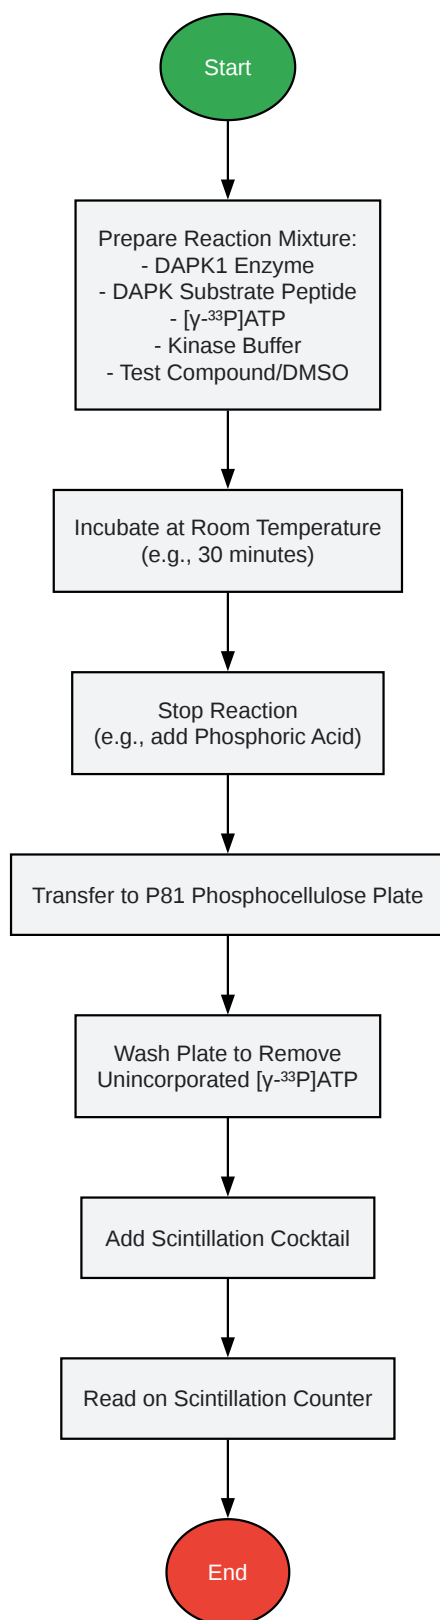 Start
Prepare Reaction Mixture:
- DAPK1 Enzyme
- DAPK Substrate Peptide
- [γ-³³P]ATP
- Kinase Buffer
- Test Compound/DMSO
Incubate at Room Temperature
(e.g., 30 minutes)
Stop Reaction
(e.g., add Phosphoric Acid)
Transfer to P81 Phosphocellulose Plate
Wash Plate to Remove
Unincorporated [γ-³³P]ATP
Add Scintillation Cocktail
Read on Scintillation Counter
End